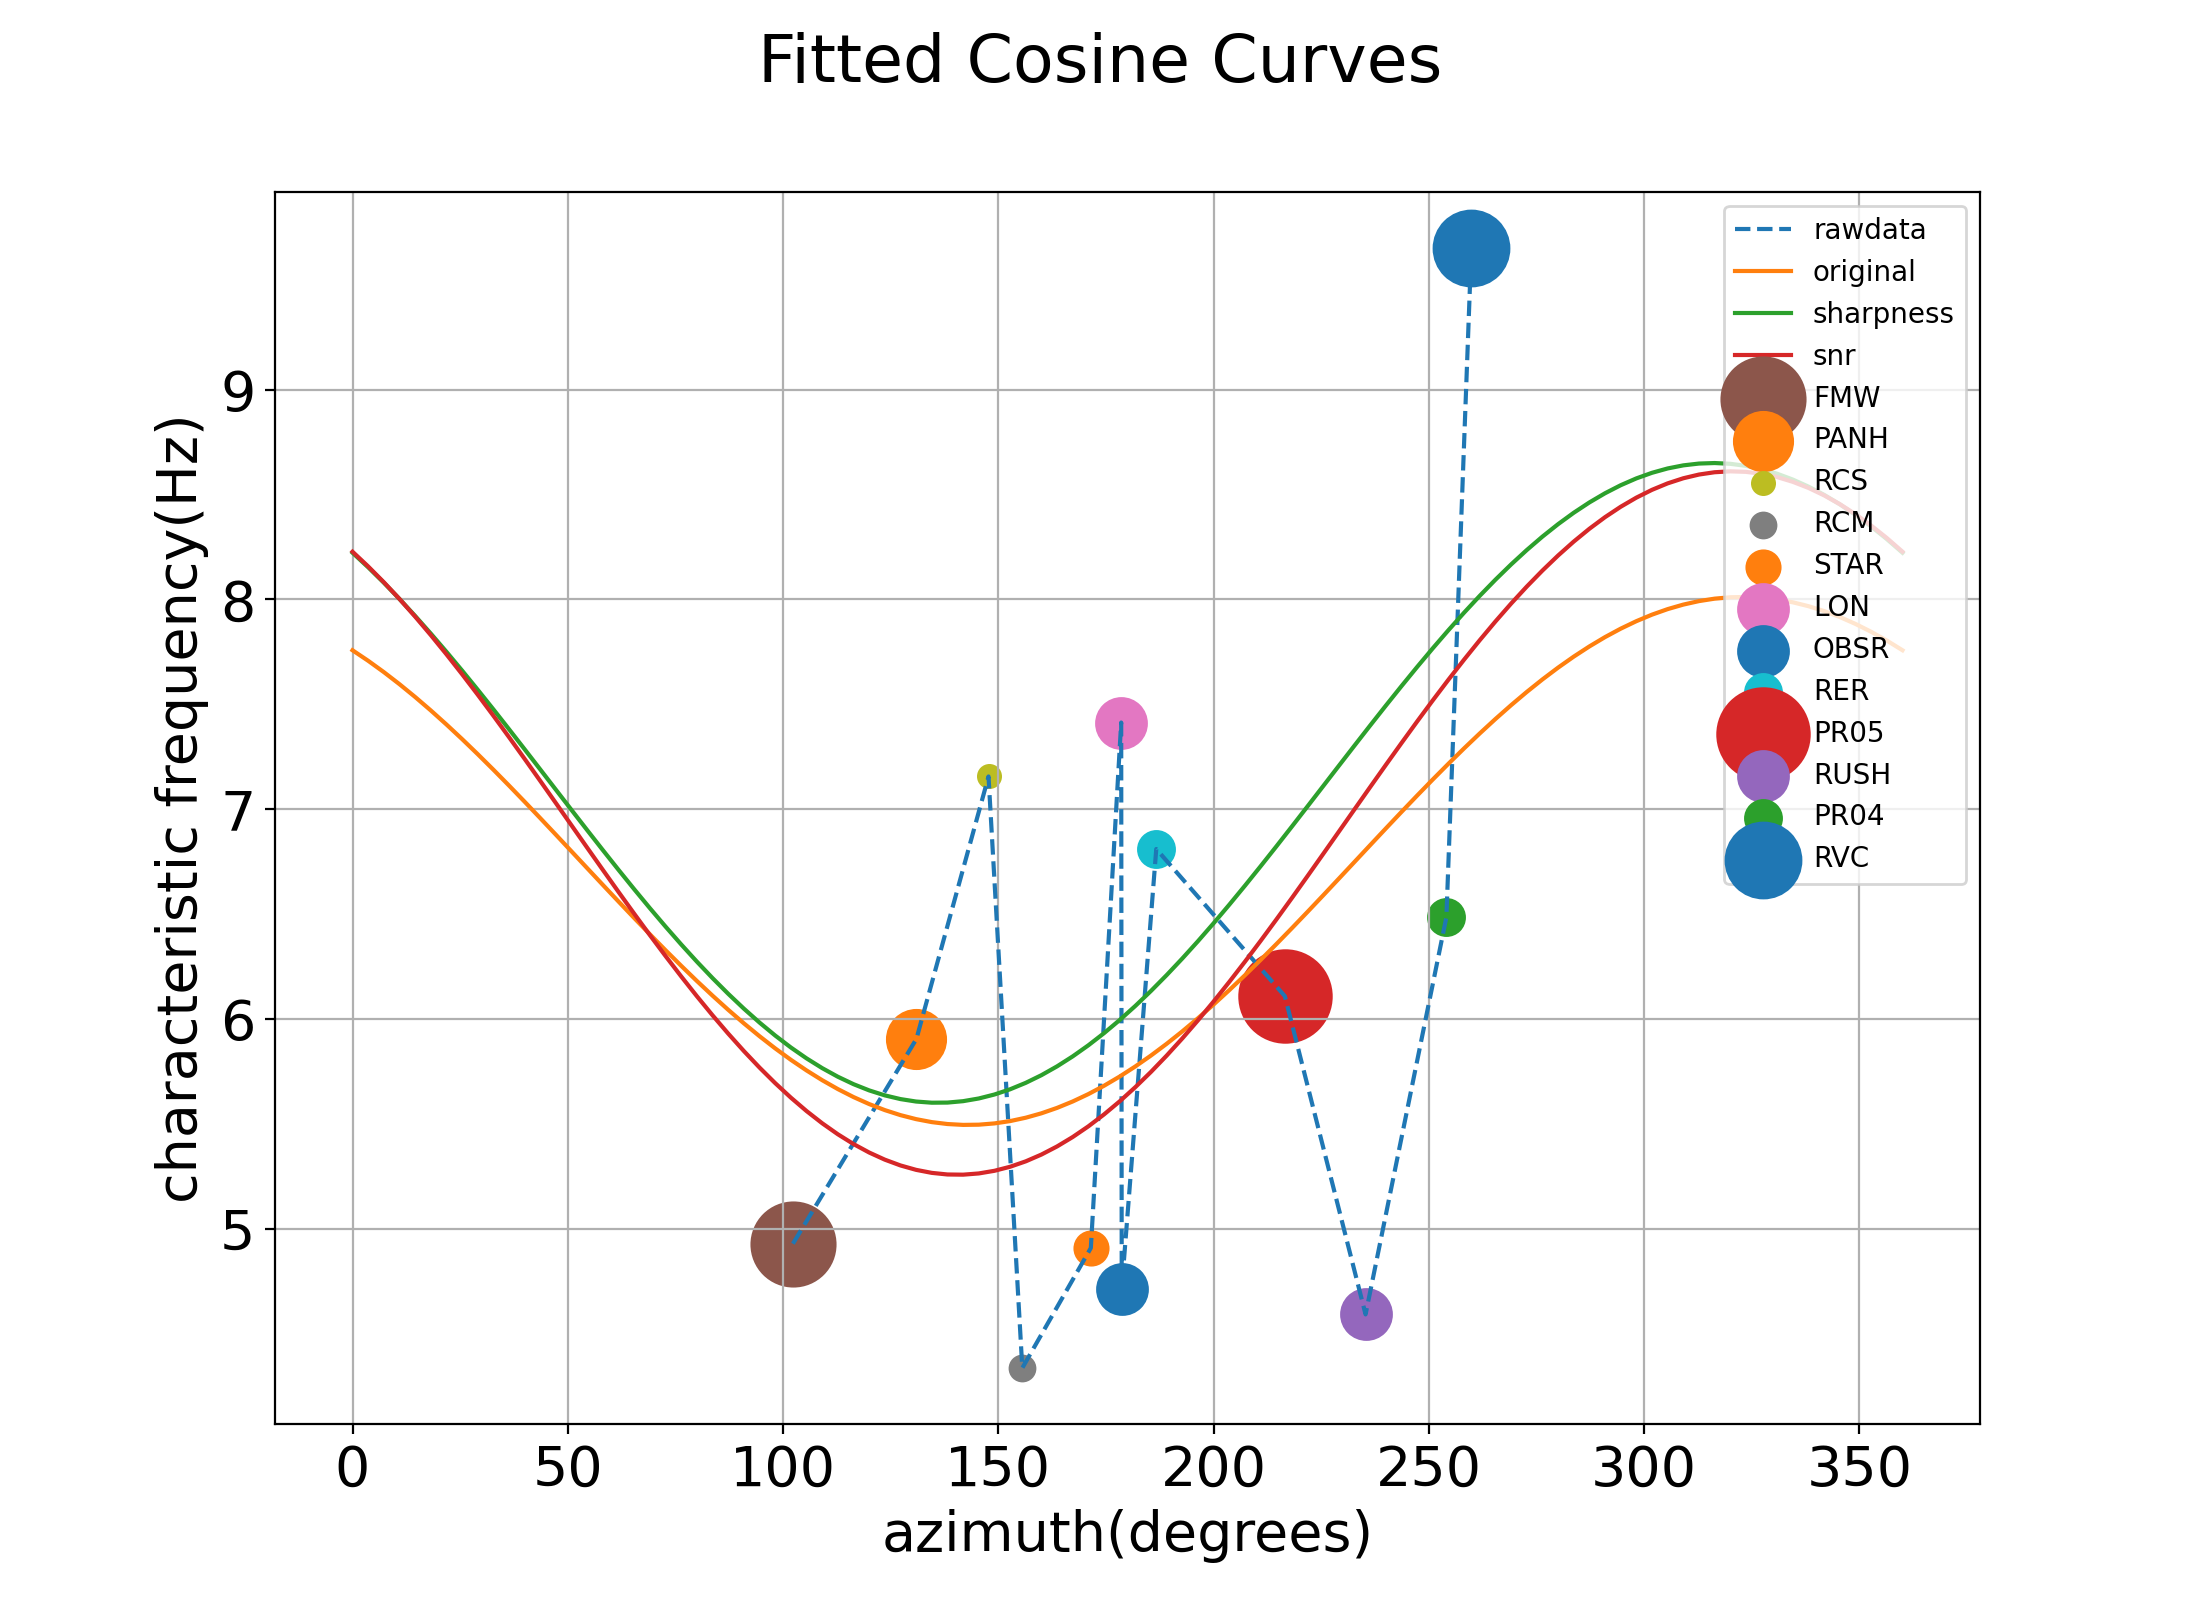 Fitted Cosine Curves
characteristic frequency(Hz)
9
8
7
6
5
0 50 100 150 200 250 300 350
azimuth(degrees)
rawdata
original
sharpness
snr
FMW
PANH
RCS
RCM
STAR
LON
OBSR
RER
PR05
RUSH
PR04
RVC